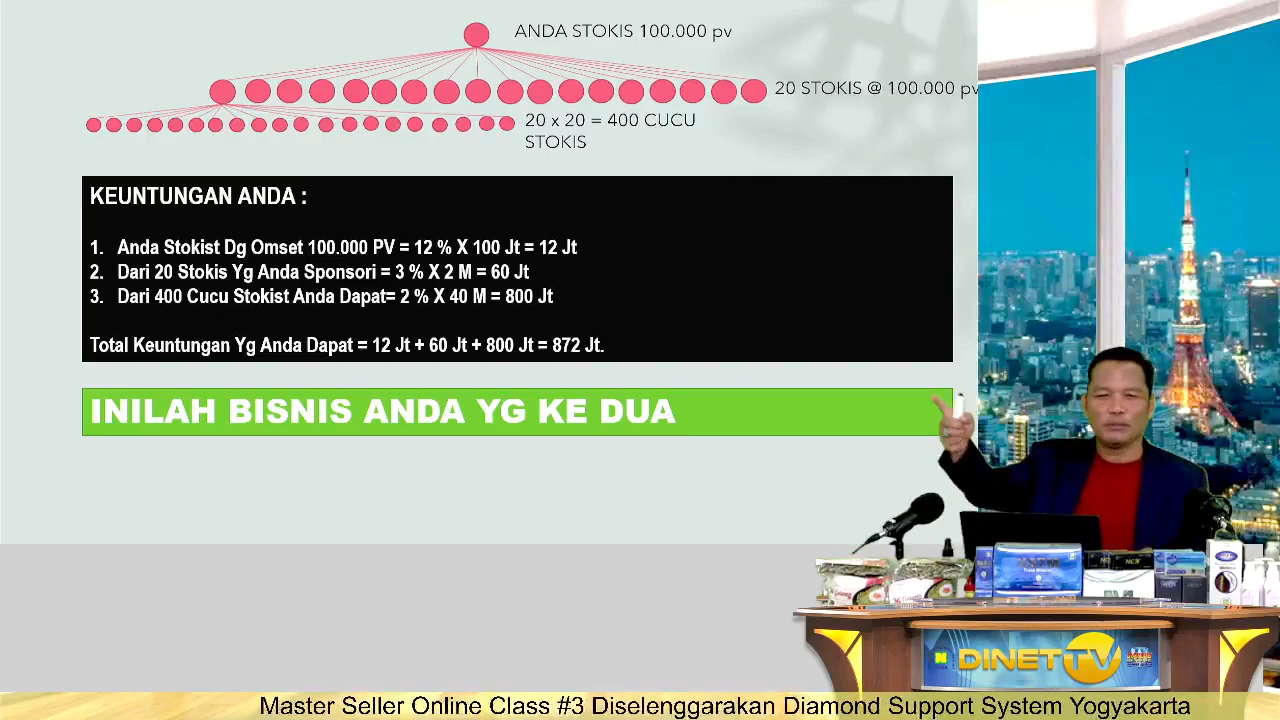 ANDA STOKIS 100.000 pv
20 STOKIS @ 100.000 pv
20 x 20 = 400 CUCU
STOKIS
KEUNTUNGAN ANDA :
1. Anda Stokist Dg Omset 100.000 PV = 12 % X 100 Jt = 12 Jt
2. Dari 20 Stokis Yg Anda Sponsori = 3 % X 2 M = 60 Jt
3. Dari 400 Cucu Stokist Anda Dapat= 2 % X 40 M = 800 Jt
Total Keuntungan Yg Anda Dapat = 12 Jt + 60 Jt + 800 Jt = 872 Jt.
INILAH BISNIS ANDA YG KE DUA
NCX
DINET TV
Master Seller Online Class #3 Diselenggarakan Diamond Support System Yogyakarta